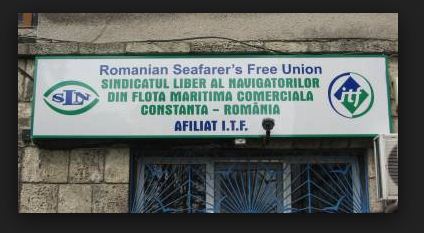 Romanian Seafarer's Free Union
SLN
SINDICATUL LIBER AL NAVIGATORILOR
DIN FLOTA MARITIMA COMERCIALA
CONSTANTA – ROMÂNIA
AFILIAT I.T.F.
itf